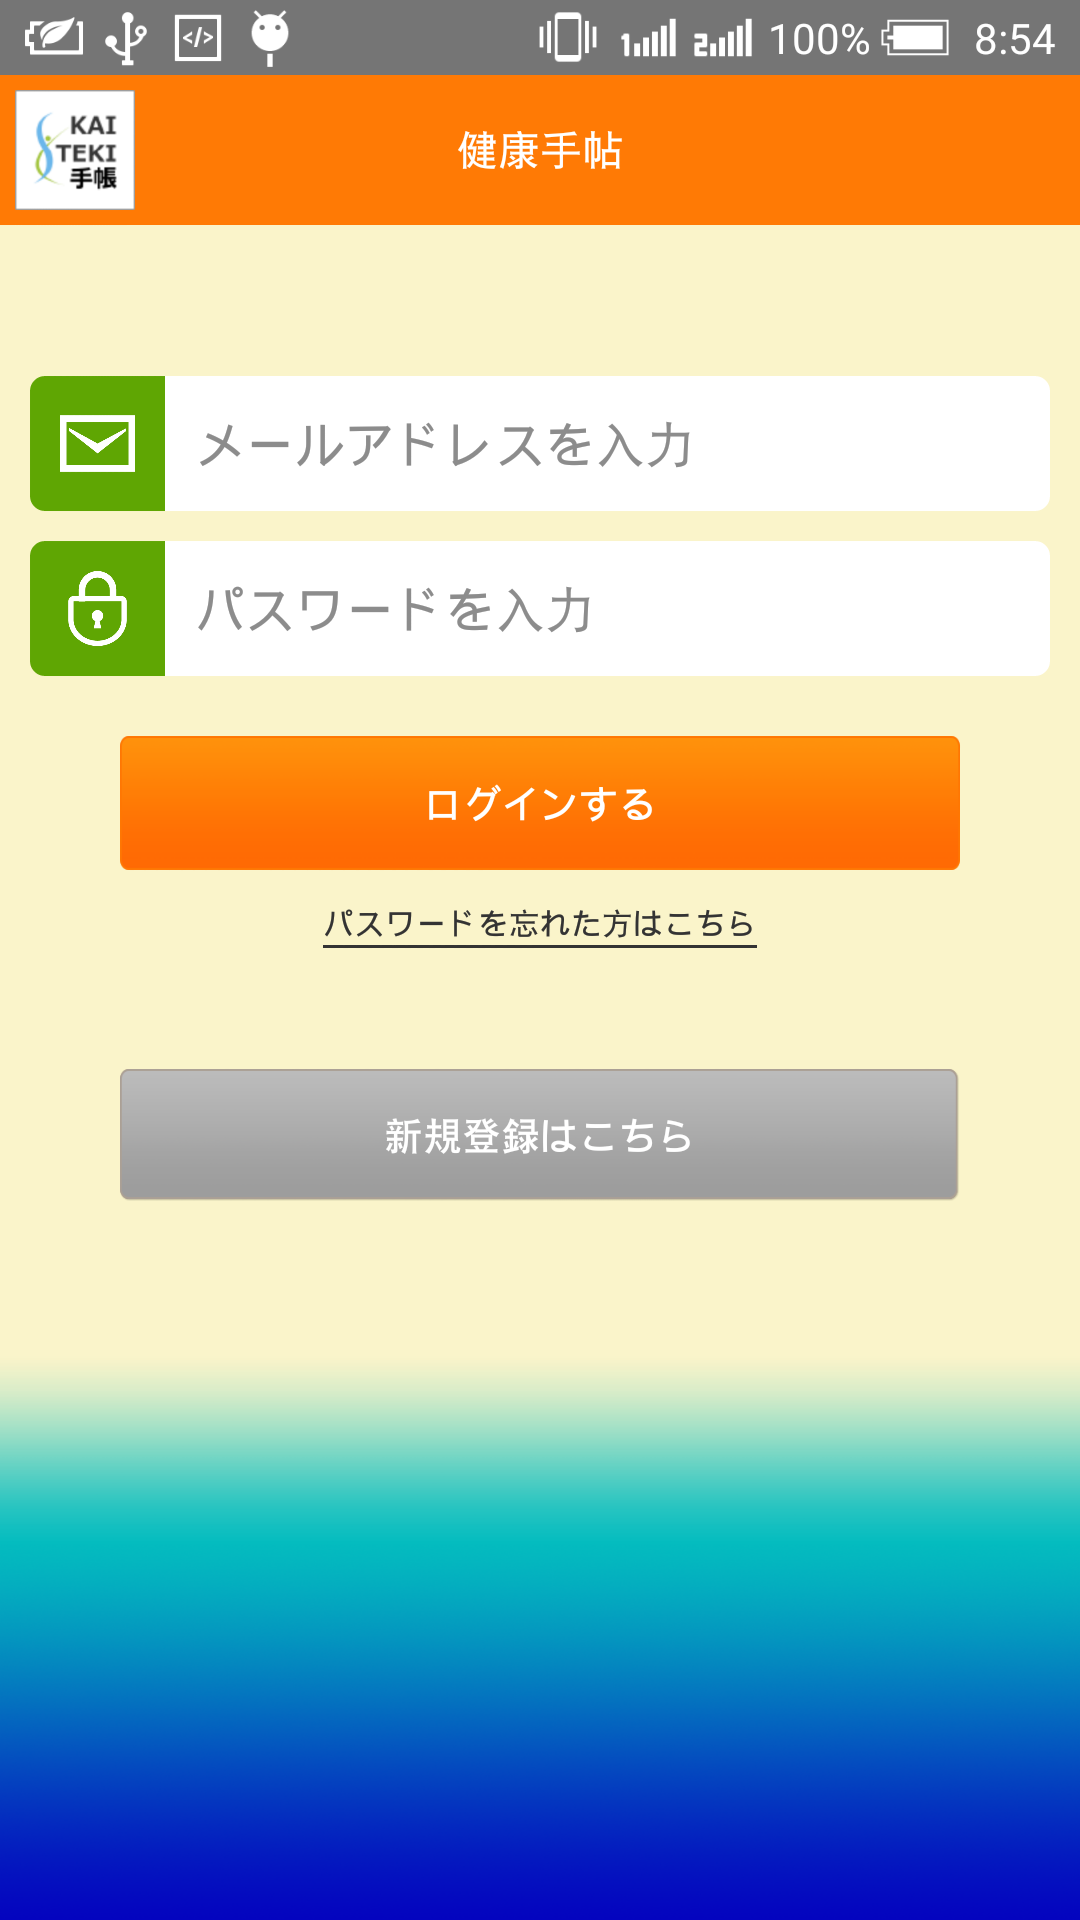 </> 1 2 100% 8:54
KAI
TEKI
手帳
健康手帖
メールアドレスを入力
パスワードを入力
ログインする
パスワードを忘れた方はこちら
新規登録はこちら